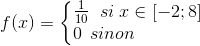 f(x) = { 1/10 si x ∈ [−2; 8]
0 sinon